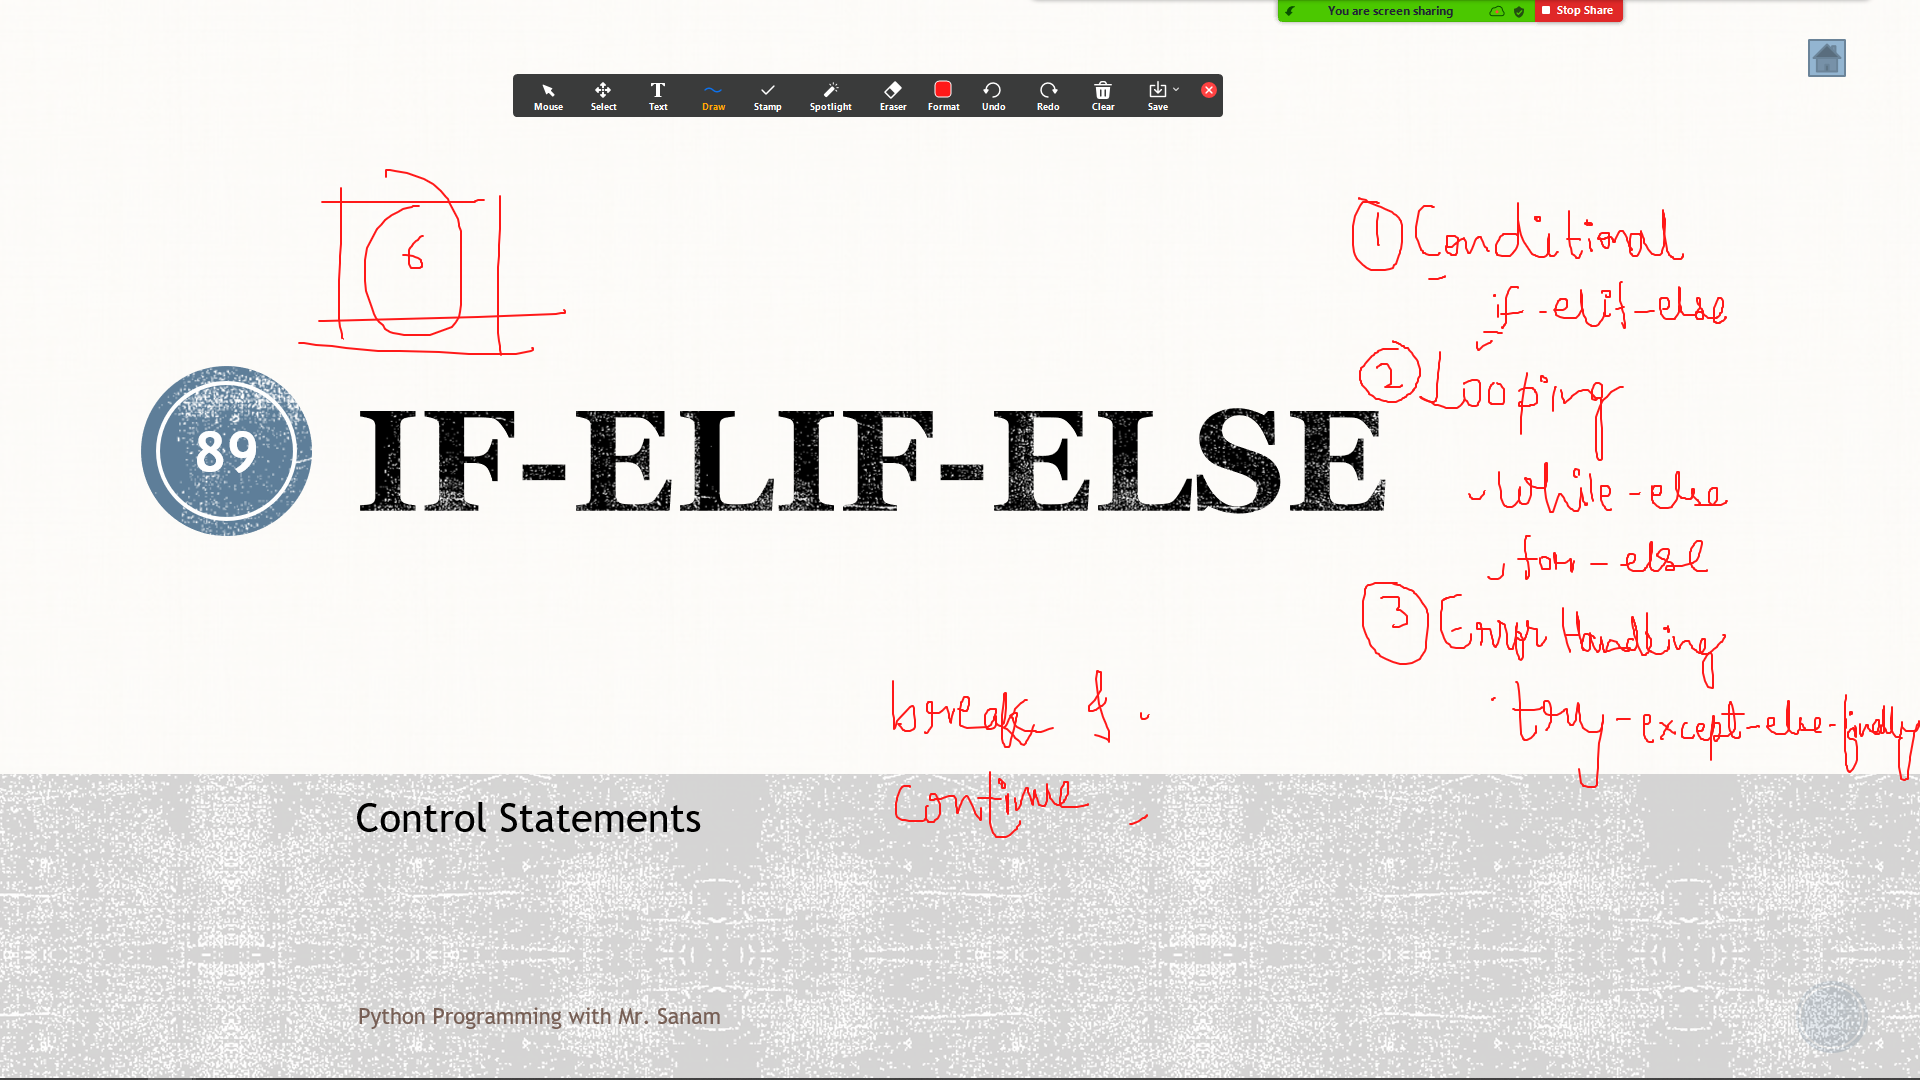 You are screen sharing Stop Share
Mouse Select Text Draw Stamp Spotlight Eraser Format Undo Redo Clear Save
6
① Conditional
if-elif-else
② Looping
89
IF-ELIF-ELSE
while-else
for-else
③ Error Handling
break &
try-except-else-finally
continue
Control Statements
Python Programming with Mr. Sanam